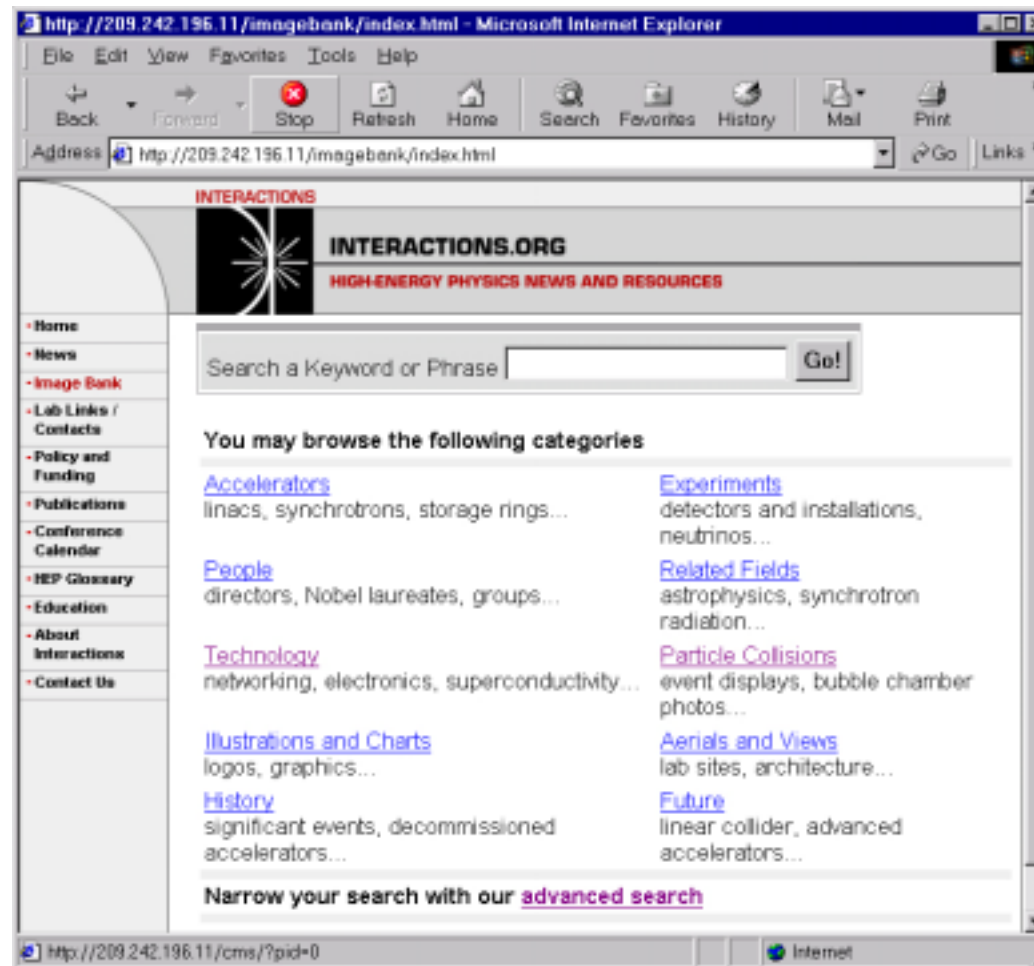 http://209.242.196.11/imagebank/index.html - Microsoft Internet Explorer
File Edit View Favorites Tools Help
Back Forward Stop Refresh Home Search Favorites History Mail Print
Address http://209.242.196.11/imagebank/index.html Go Links
INTERACTIONS
INTERACTIONS.ORG
HIGH-ENERGY PHYSICS NEWS AND RESOURCES
Home
News
Image Bank
Lab Links /
Contacts
Policy and
Funding
Publications
Conference
Calendar
HEP Glossary
Education
About
Interactions
Contact Us
Search a Keyword or Phrase Go!
You may browse the following categories
Accelerators
linacs, synchrotrons, storage rings...
Experiments
detectors and installations,
neutrinos...
People
directors, Nobel laureates, groups...
Related Fields
astrophysics, synchrotron
radiation...
Technology
networking, electronics, superconductivity...
Particle Collisions
event displays, bubble chamber
photos...
Illustrations and Charts
logos, graphics...
Aerials and Views
lab sites, architecture...
History
significant events, decommissioned
accelerators...
Future
linear collider, advanced
accelerators...
Narrow your search with our advanced search
http://209.242.196.11/cms/?pid=0 Internet